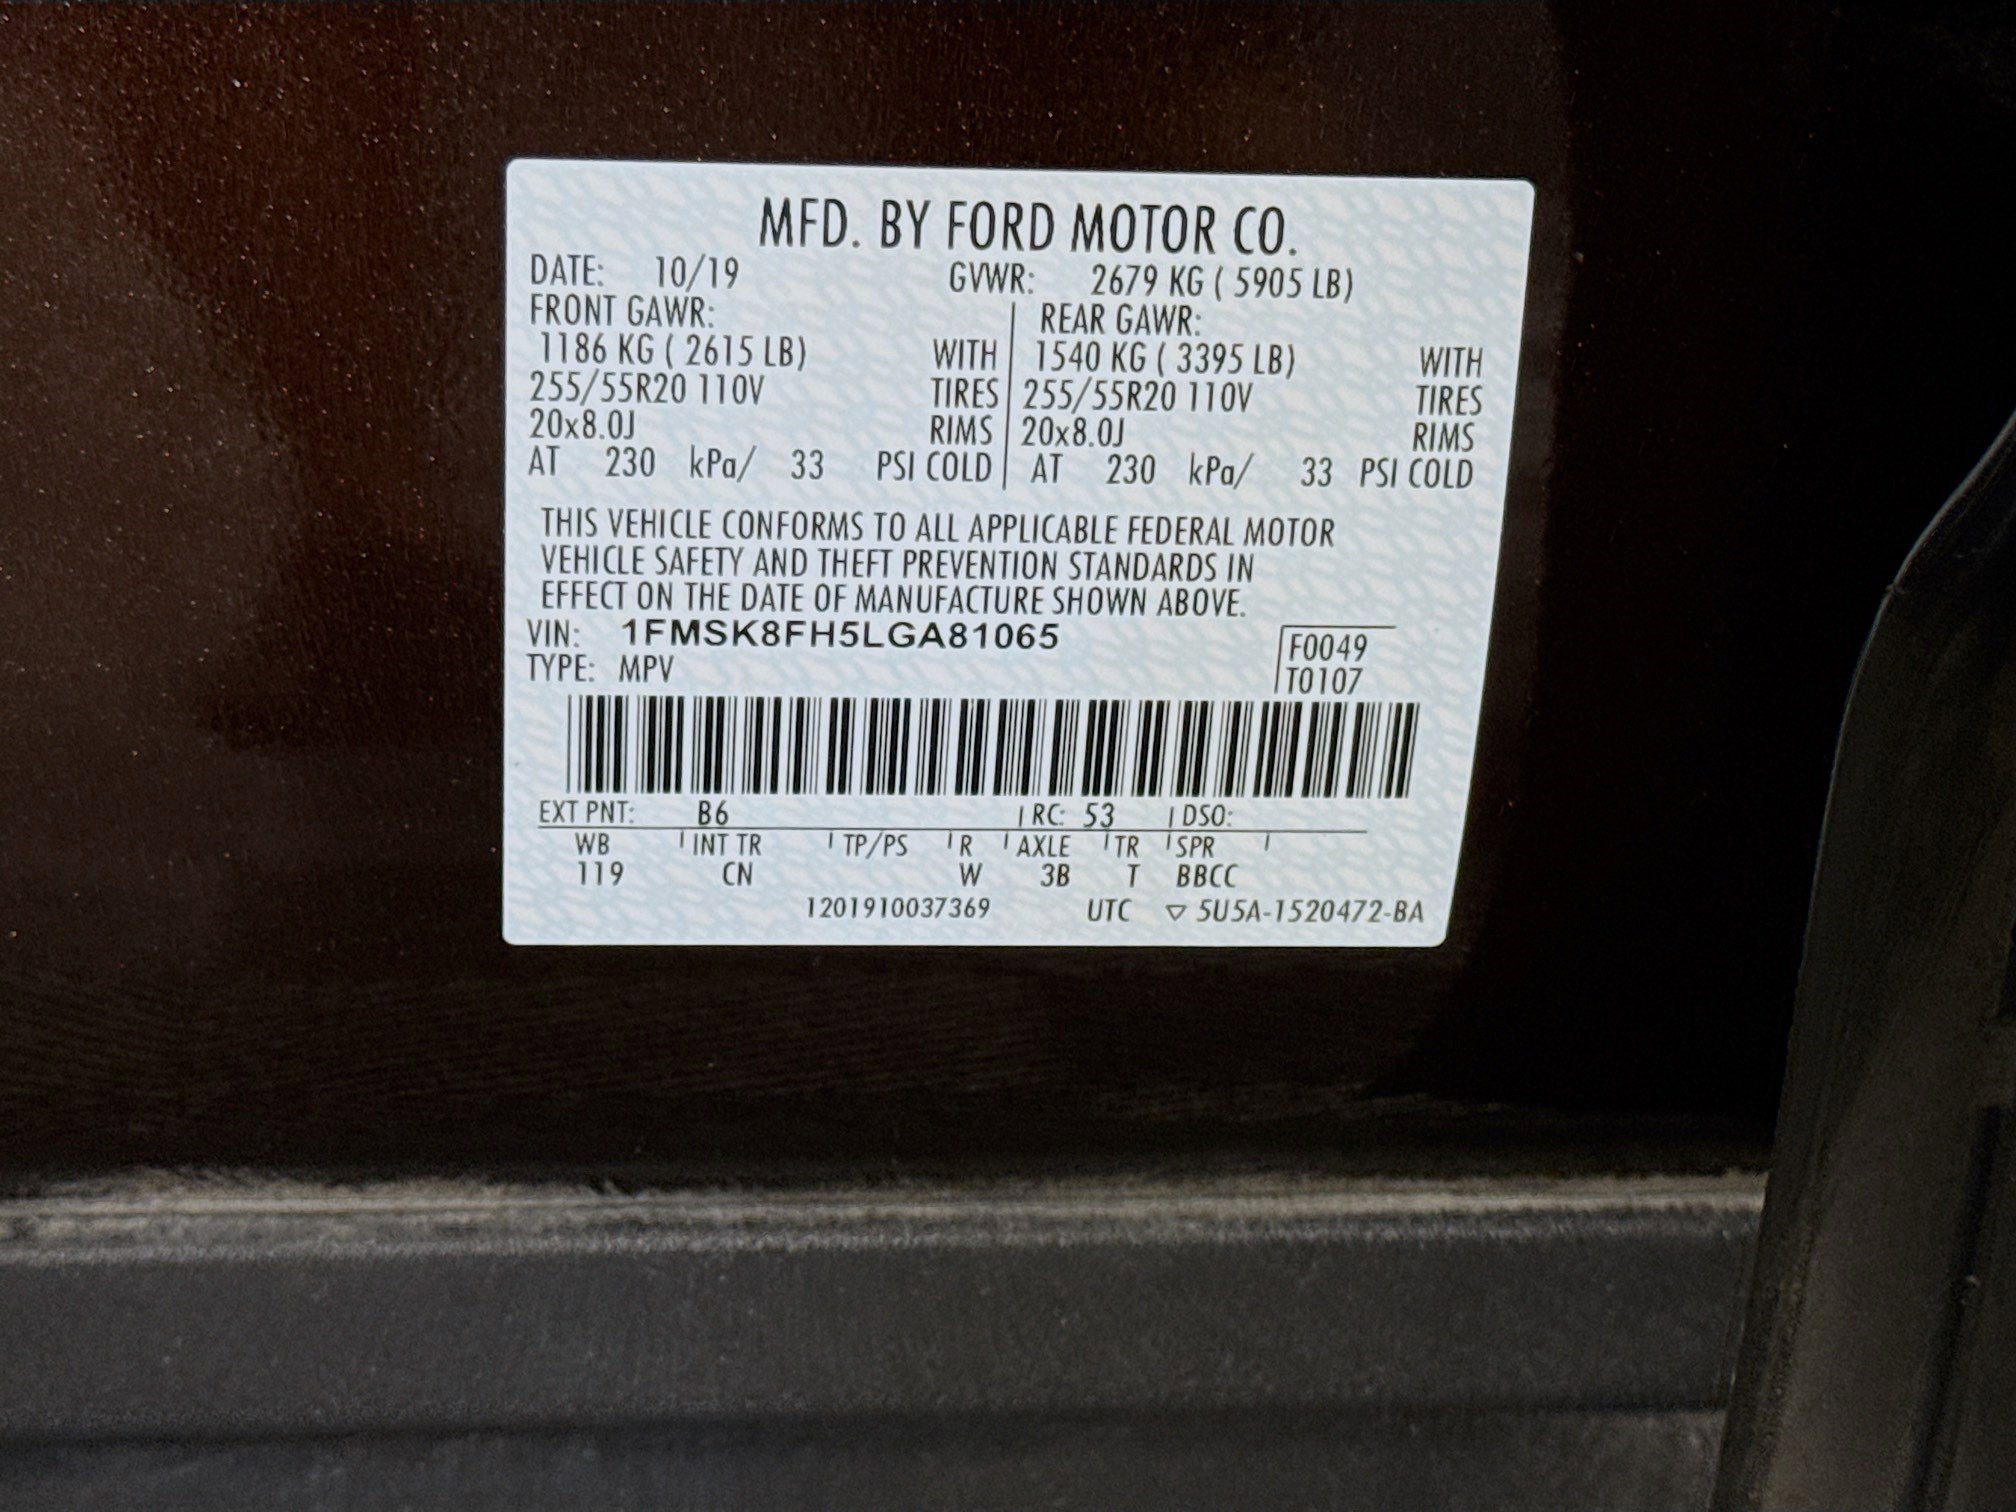 MFD. BY FORD MOTOR CO.
DATE: 10/19 GVWR: 2679 KG ( 5905 LB)
FRONT GAWR: REAR GAWR:
1186 KG ( 2615 LB) WITH 1540 KG ( 3395 LB) WITH
255/55R20 110V TIRES 255/55R20 110V TIRES
20x8.0J RIMS 20x8.0J RIMS
AT 230 kPa/ 33 PSI COLD AT 230 kPa/ 33 PSI COLD
THIS VEHICLE CONFORMS TO ALL APPLICABLE FEDERAL MOTOR
VEHICLE SAFETY AND THEFT PREVENTION STANDARDS IN
EFFECT ON THE DATE OF MANUFACTURE SHOWN ABOVE.
VIN: 1FMSK8FH5LGA81065 F0049
TYPE: MPV T0107
EXT PNT: B6 RC: 53 DSO:
WB INT TR TP/PS R AXLE TR SPR
119 CN W 3B T BBCC
1201910037369 UTC ▽ 5U5A-1520472-BA